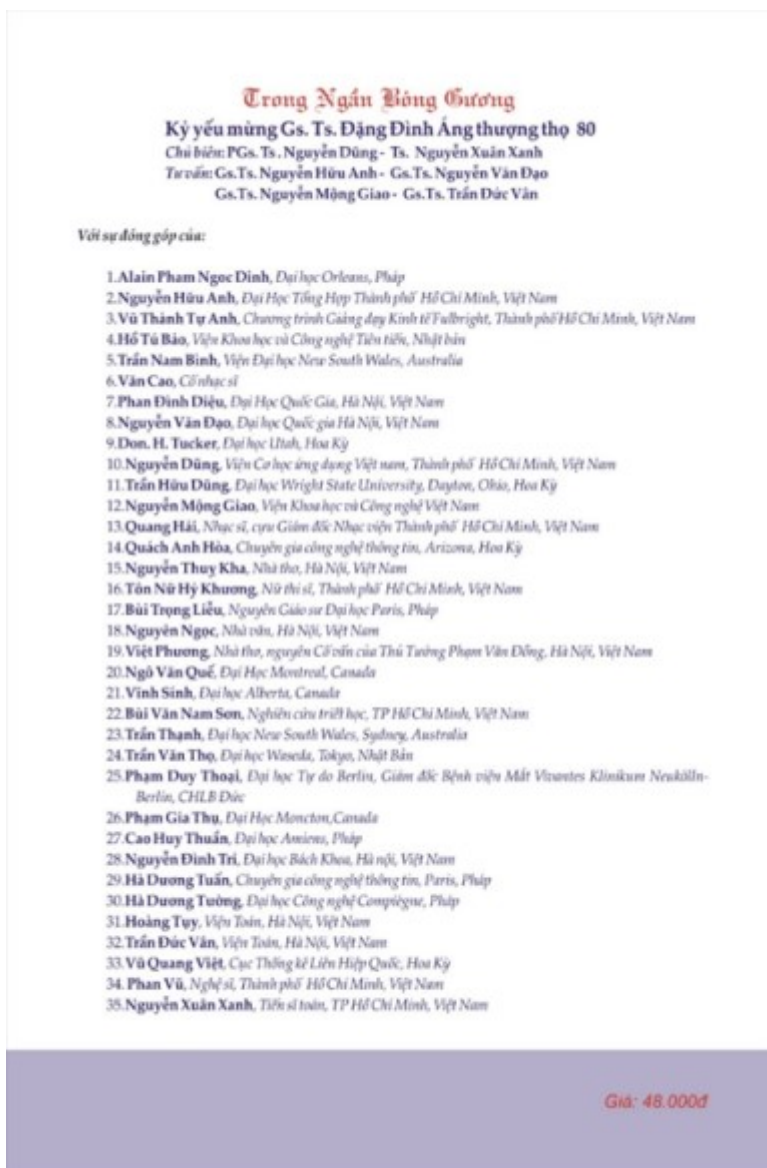 Trong Ngần Bóng Gương
Kỷ yếu mừng Gs. Ts. Đặng Đình Áng thượng thọ 80
Chủ biên: PGs. Ts . Nguyễn Dũng - Ts. Nguyễn Xuân Xanh
Tư vấn: Gs.Ts. Nguyễn Hữu Anh - Gs.Ts. Nguyễn Văn Đạo
Gs.Ts. Nguyễn Mộng Giao - Gs.Ts. Trần Đức Vân
Với sự đóng góp của:
1.Alain Pham Ngoc Dinh, Đại học Orleans, Pháp
2.Nguyễn Hữu Anh, Đại Học Tổng Hợp Thành phố Hồ Chí Minh, Việt Nam
3.Vũ Thành Tự Anh, Chương trình Giảng dạy Kinh tế Fulbright, Thành phố Hồ Chí Minh, Việt Nam
4.Hồ Tú Bảo, Viện Khoa học và Công nghệ Tiên tiến, Nhật bản
5.Trần Nam Bình, Viện Đại học New South Wales, Australia
6.Văn Cao, Cố nhạc sĩ
7.Phan Đình Diệu, Đại Học Quốc Gia, Hà Nội, Việt Nam
8.Nguyễn Văn Đạo, Đại học Quốc gia Hà Nội, Việt Nam
9.Don. H. Tucker, Đại học Utah, Hoa Kỳ
10.Nguyễn Dũng, Viện Cơ học ứng dụng Việt nam, Thành phố Hồ Chí Minh, Việt Nam
11.Trần Hữu Dũng, Đại học Wright State University, Dayton, Ohio, Hoa Kỳ
12.Nguyễn Mộng Giao, Viện Khoa học và Công nghệ Việt Nam
13.Quang Hải, Nhạc sĩ, cựu Giám đốc Nhạc viện Thành phố Hồ Chí Minh, Việt Nam
14.Quách Anh Hòa, Chuyên gia công nghệ thông tin, Arizona, Hoa Kỳ
15.Nguyễn Thuỵ Kha, Nhà thơ, Hà Nội, Việt Nam
16.Tôn Nữ Hỷ Khương, Nữ thi sĩ, Thành phố Hồ Chí Minh, Việt Nam
17.Bùi Trọng Liễu, Nguyên Giáo sư Đại học Paris, Pháp
18.Nguyên Ngọc, Nhà văn, Hà Nội, Việt Nam
19.Việt Phương, Nhà thơ, nguyên Cố vấn của Thủ Tướng Phạm Văn Đồng, Hà Nội, Việt Nam
20.Ngô Văn Quế, Đại Học Montreal, Canada
21.Vĩnh Sính, Đại học Alberta, Canada
22.Bùi Văn Nam Sơn, Nghiên cứu triết học, TP Hồ Chí Minh, Việt Nam
23.Trần Thạnh, Đại học New South Wales, Sydney, Australia
24.Trần Văn Thọ, Đại học Waseda, Tokyo, Nhật Bản
25.Phạm Duy Thoại, Đại học Tự do Berlin, Giám đốc Bệnh viện Mắt Vivantes Klinikum Neukölln-
Berlin, CHLB Đức
26.Phạm Gia Thụ, Đại Học Moncton,Canada
27.Cao Huy Thuần, Đại học Amiens, Pháp
28.Nguyễn Đình Trí, Đại học Bách Khoa, Hà nội, Việt Nam
29.Hà Dương Tuấn, Chuyên gia công nghệ thông tin, Paris, Pháp
30.Hà Dương Tường, Đại học Công nghệ Compiègne, Pháp
31.Hoàng Tụy, Viện Toán, Hà Nội, Việt Nam
32.Trần Đức Vân, Viện Toán, Hà Nội, Việt Nam
33.Vũ Quang Việt, Cục Thống kê Liên Hiệp Quốc, Hoa Kỳ
34. Phan Vũ, Nghệ sĩ, Thành phố Hồ Chí Minh, Việt Nam
35.Nguyễn Xuân Xanh, Tiến sĩ toán, TP Hồ Chí Minh, Việt Nam
Giá: 48.000đ